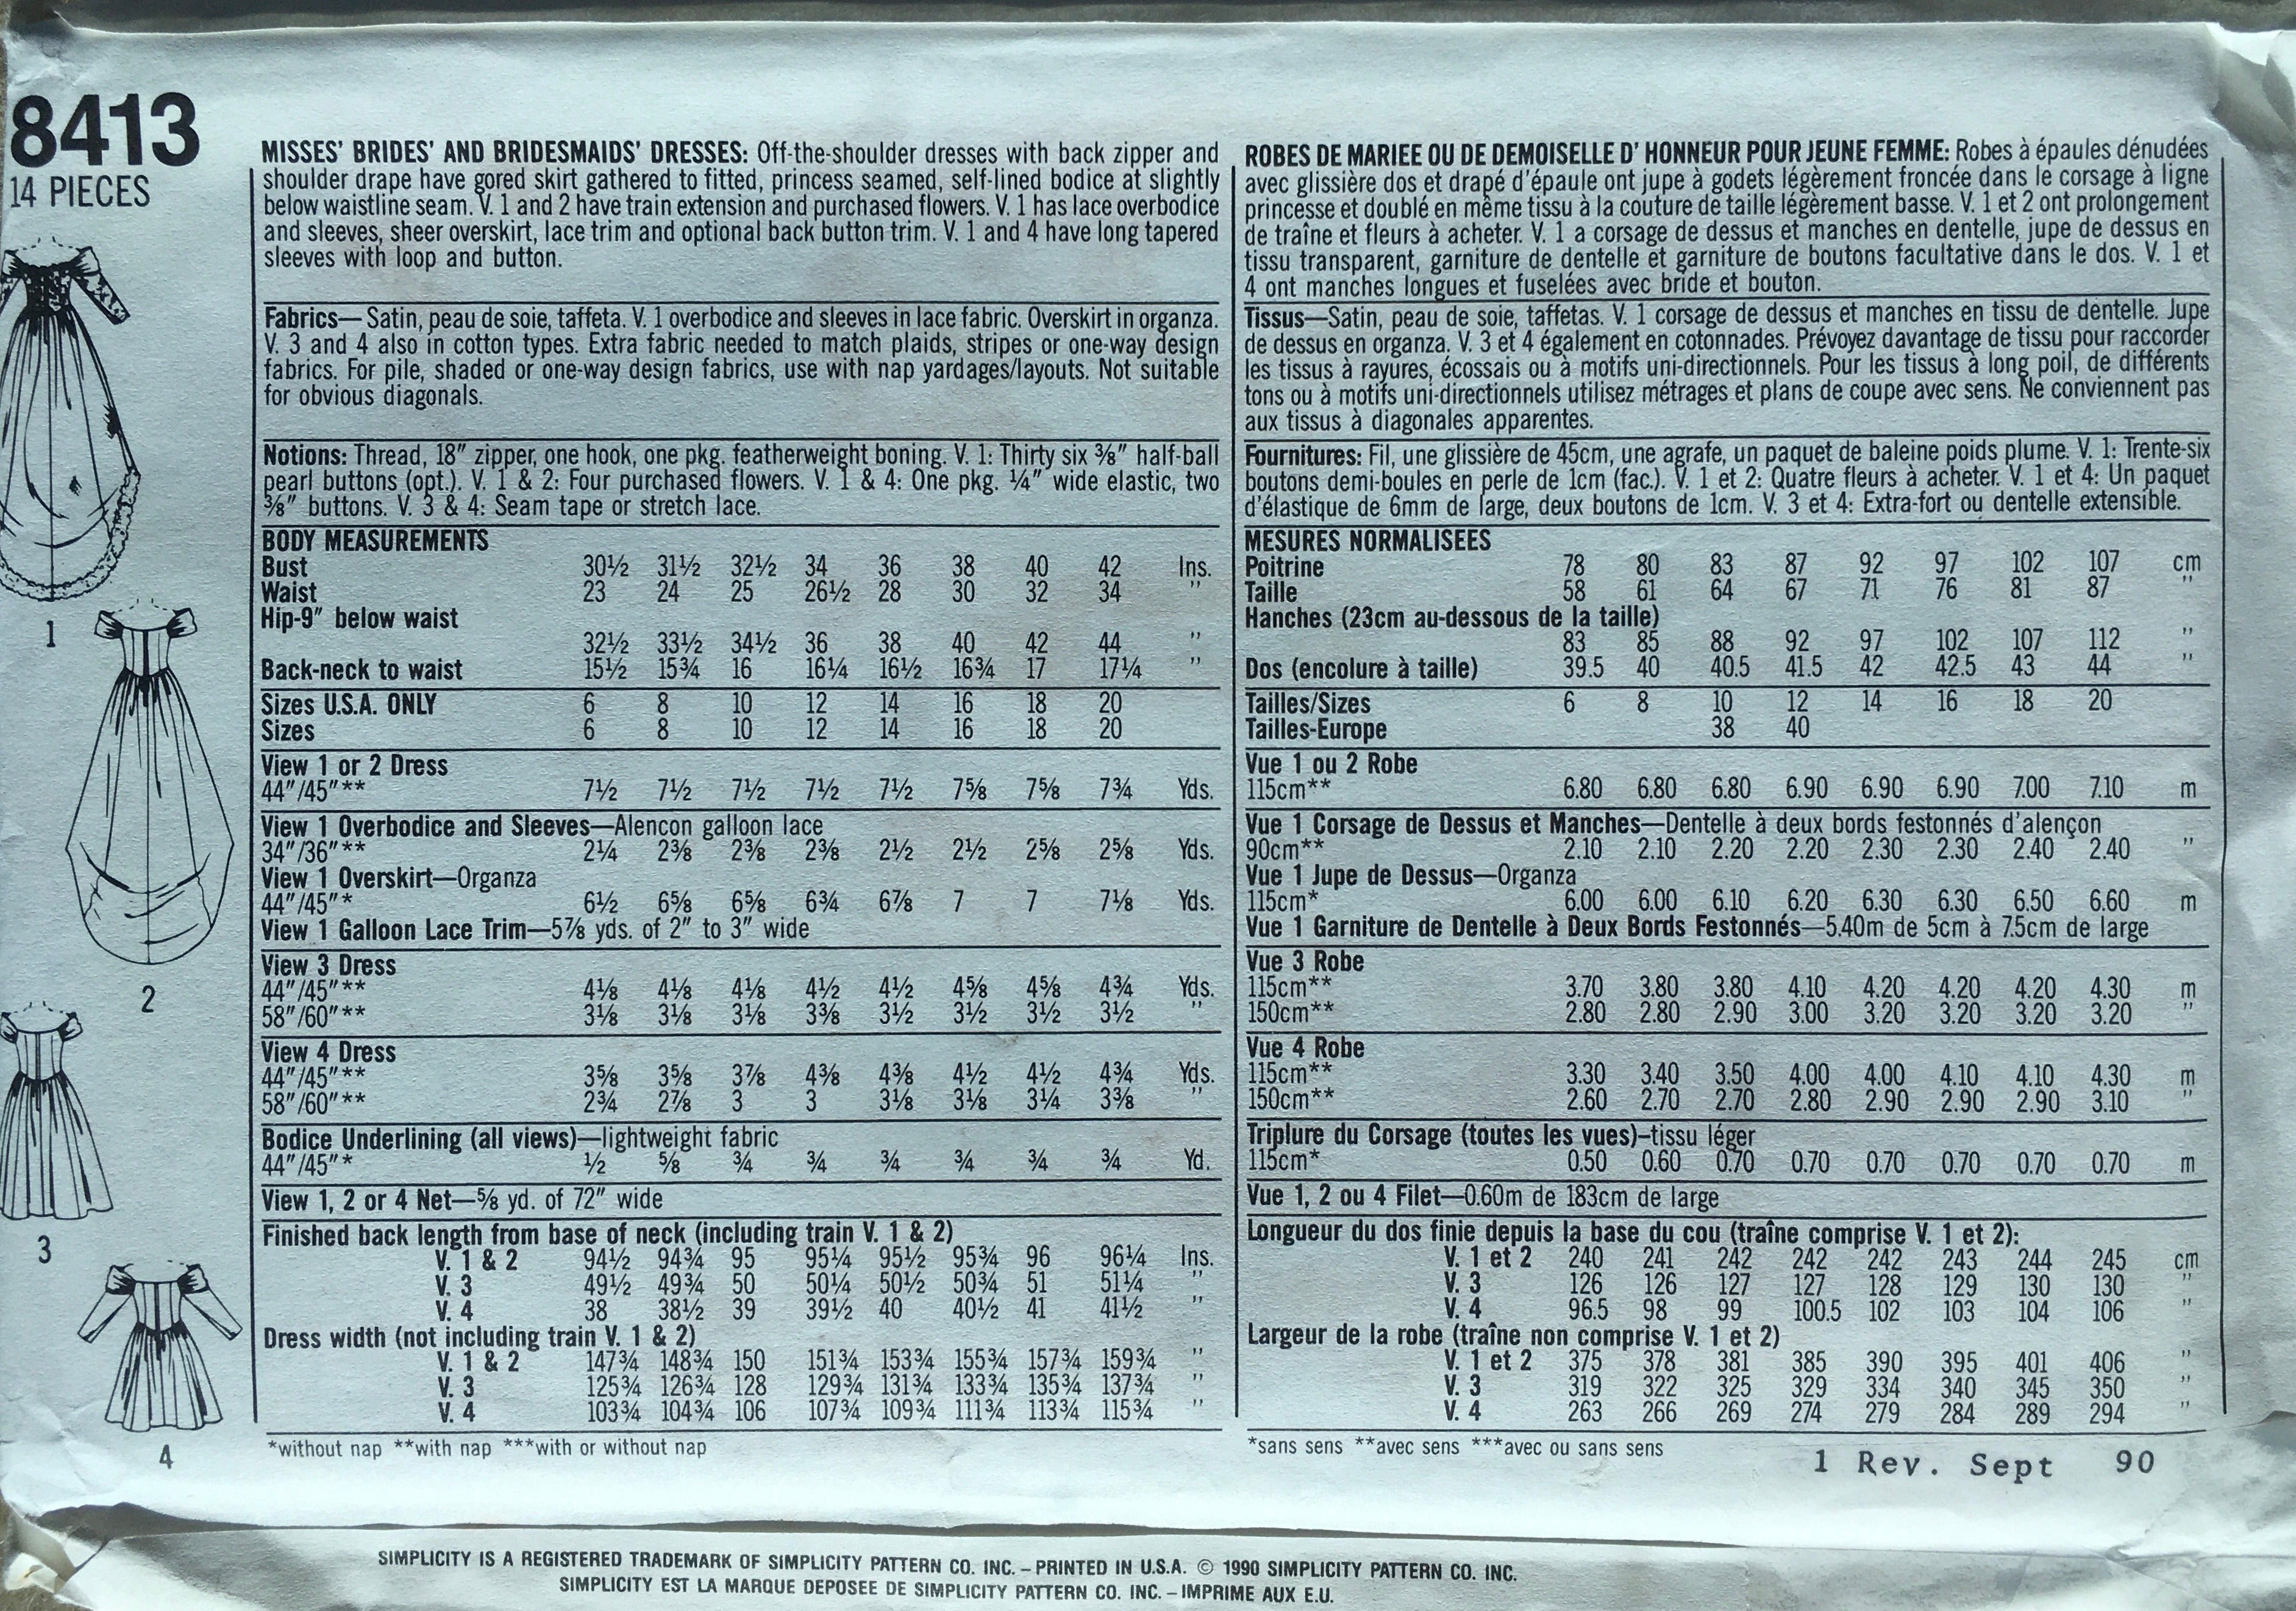 8413
14 PIECES
1
2
3
4
MISSES' BRIDES' AND BRIDESMAIDS' DRESSES: Off-the-shoulder dresses with back zipper and
shoulder drape have gored skirt gathered to fitted, princess seamed, self-lined bodice at slightly
below waistline seam. V. 1 and 2 have train extension and purchased flowers. V. 1 has lace overbodice
and sleeves, sheer overskirt, lace trim and optional back button trim. V. 1 and 4 have long tapered
sleeves with loop and button.
Fabrics— Satin, peau de soie, taffeta. V. 1 overbodice and sleeves in lace fabric. Overskirt in organza.
V. 3 and 4 also in cotton types. Extra fabric needed to match plaids, stripes or one-way design
fabrics. For pile, shaded or one-way design fabrics, use with nap yardages/layouts. Not suitable
for obvious diagonals.
Notions: Thread, 18″ zipper, one hook, one pkg. featherweight boning. V. 1: Thirty six ⅜″ half-ball
pearl buttons (opt.). V. 1 & 2: Four purchased flowers. V. 1 & 4: One pkg. ¼″ wide elastic, two
⅜″ buttons. V. 3 & 4: Seam tape or stretch lace.
BODY MEASUREMENTS
Bust 30½ 31½ 32½ 34 36 38 40 42 Ins.
Waist 23 24 25 26½ 28 30 32 34 ″
Hip-9″ below waist
32½ 33½ 34½ 36 38 40 42 44 ″
Back-neck to waist 15½ 15¾ 16 16¼ 16½ 16¾ 17 17¼ ″
Sizes U.S.A. ONLY 6 8 10 12 14 16 18 20
Sizes 6 8 10 12 14 16 18 20
View 1 or 2 Dress
44″/45″** 7½ 7½ 7½ 7½ 7½ 7⅝ 7⅝ 7¾ Yds.
View 1 Overbodice and Sleeves—Alencon galloon lace
34″/36″** 2¼ 2⅜ 2⅜ 2⅜ 2½ 2½ 2⅝ 2⅝ Yds.
View 1 Overskirt—Organza
44″/45″* 6½ 6⅝ 6⅝ 6¾ 6⅞ 7 7 7⅛ Yds.
View 1 Galloon Lace Trim—5⅞ yds. of 2″ to 3″ wide
View 3 Dress
44″/45″** 4⅛ 4⅛ 4⅛ 4½ 4½ 4⅝ 4⅝ 4¾ Yds.
58″/60″** 3⅛ 3⅛ 3⅛ 3⅜ 3½ 3½ 3½ 3½ ″
View 4 Dress
44″/45″** 3⅝ 3⅝ 3⅞ 4⅜ 4⅜ 4½ 4½ 4¾ Yds.
58″/60″** 2¾ 2⅞ 3 3 3⅛ 3⅛ 3¼ 3⅜ ″
Bodice Underlining (all views)—lightweight fabric
44″/45″* ½ ⅝ ¾ ¾ ¾ ¾ ¾ ¾ Yd.
View 1, 2 or 4 Net—⅝ yd. of 72″ wide
Finished back length from base of neck (including train V. 1 & 2)
V. 1 & 2 94½ 94¾ 95 95¼ 95½ 95¾ 96 96¼ Ins.
V. 3 49½ 49¾ 50 50¼ 50½ 50¾ 51 51¼ ″
V. 4 38 38½ 39 39½ 40 40½ 41 41½ ″
Dress width (not including train V. 1 & 2)
V. 1 & 2 147¾ 148¾ 150 151¾ 153¾ 155¾ 157¾ 159¾ ″
V. 3 125¾ 126¾ 128 129¾ 131¾ 133¾ 135¾ 137¾ ″
V. 4 103¾ 104¾ 106 107¾ 109¾ 111¾ 113¾ 115¾ ″
*without nap **with nap ***with or without nap
ROBES DE MARIEE OU DE DEMOISELLE D' HONNEUR POUR JEUNE FEMME: Robes à épaules dénudées
avec glissière dos et drapé d'épaule ont jupe à godets légèrement froncée dans le corsage à ligne
princesse et doublé en même tissu à la couture de taille légèrement basse. V. 1 et 2 ont prolongement
de traîne et fleurs à acheter. V. 1 a corsage de dessus et manches en dentelle, jupe de dessus en
tissu transparent, garniture de dentelle et garniture de boutons facultative dans le dos. V. 1 et
4 ont manches longues et fuselées avec bride et bouton.
Tissus—Satin, peau de soie, taffetas. V. 1 corsage de dessus et manches en tissu de dentelle. Jupe
de dessus en organza. V. 3 et 4 également en cotonnades. Prévoyez davantage de tissu pour raccorder
les tissus à rayures, écossais ou à motifs uni-directionnels. Pour les tissus à long poil, de différents
tons ou à motifs uni-directionnels utilisez métrages et plans de coupe avec sens. Ne conviennent pas
aux tissus à diagonales apparentes.
Fournitures: Fil, une glissière de 45cm, une agrafe, un paquet de baleine poids plume. V. 1: Trente-six
boutons demi-boules en perle de 1cm (fac.). V. 1 et 2: Quatre fleurs à acheter. V. 1 et 4: Un paquet
d'élastique de 6mm de large, deux boutons de 1cm. V. 3 et 4: Extra-fort ou dentelle extensible.
MESURES NORMALISEES
Poitrine 78 80 83 87 92 97 102 107 cm
Taille 58 61 64 67 71 76 81 87 ″
Hanches (23cm au-dessous de la taille)
83 85 88 92 97 102 107 112 ″
Dos (encolure à taille) 39.5 40 40.5 41.5 42 42.5 43 44 ″
Tailles/Sizes 6 8 10 12 14 16 18 20
Tailles-Europe 38 40
Vue 1 ou 2 Robe
115cm** 6.80 6.80 6.80 6.90 6.90 6.90 7.00 7.10 m
Vue 1 Corsage de Dessus et Manches—Dentelle à deux bords festonnés d'alençon
90cm** 2.10 2.10 2.20 2.20 2.30 2.30 2.40 2.40 ″
Vue 1 Jupe de Dessus—Organza
115cm* 6.00 6.00 6.10 6.20 6.30 6.30 6.50 6.60 m
Vue 1 Garniture de Dentelle à Deux Bords Festonnés—5.40m de 5cm à 7.5cm de large
Vue 3 Robe
115cm** 3.70 3.80 3.80 4.10 4.20 4.20 4.20 4.30 m
150cm** 2.80 2.80 2.90 3.00 3.20 3.20 3.20 3.20 ″
Vue 4 Robe
115cm** 3.30 3.40 3.50 4.00 4.00 4.10 4.10 4.30 m
150cm** 2.60 2.70 2.70 2.80 2.90 2.90 2.90 3.10 ″
Triplure du Corsage (toutes les vues)–tissu léger
115cm* 0.50 0.60 0.70 0.70 0.70 0.70 0.70 0.70 m
Vue 1, 2 ou 4 Filet—0.60m de 183cm de large
Longueur du dos finie depuis la base du cou (traîne comprise V. 1 et 2):
V. 1 et 2 240 241 242 242 242 243 244 245 cm
V. 3 126 126 127 127 128 129 130 130 ″
V. 4 96.5 98 99 100.5 102 103 104 106 ″
Largeur de la robe (traîne non comprise V. 1 et 2)
V. 1 et 2 375 378 381 385 390 395 401 406 ″
V. 3 319 322 325 329 334 340 345 350 ″
V. 4 263 266 269 274 279 284 289 294 ″
*sans sens **avec sens ***avec ou sans sens
1 Rev. Sept 90
SIMPLICITY IS A REGISTERED TRADEMARK OF SIMPLICITY PATTERN CO. INC. – PRINTED IN U.S.A. © 1990 SIMPLICITY PATTERN CO. INC.
SIMPLICITY EST LA MARQUE DEPOSEE DE SIMPLICITY PATTERN CO. INC. – IMPRIME AUX E.U.